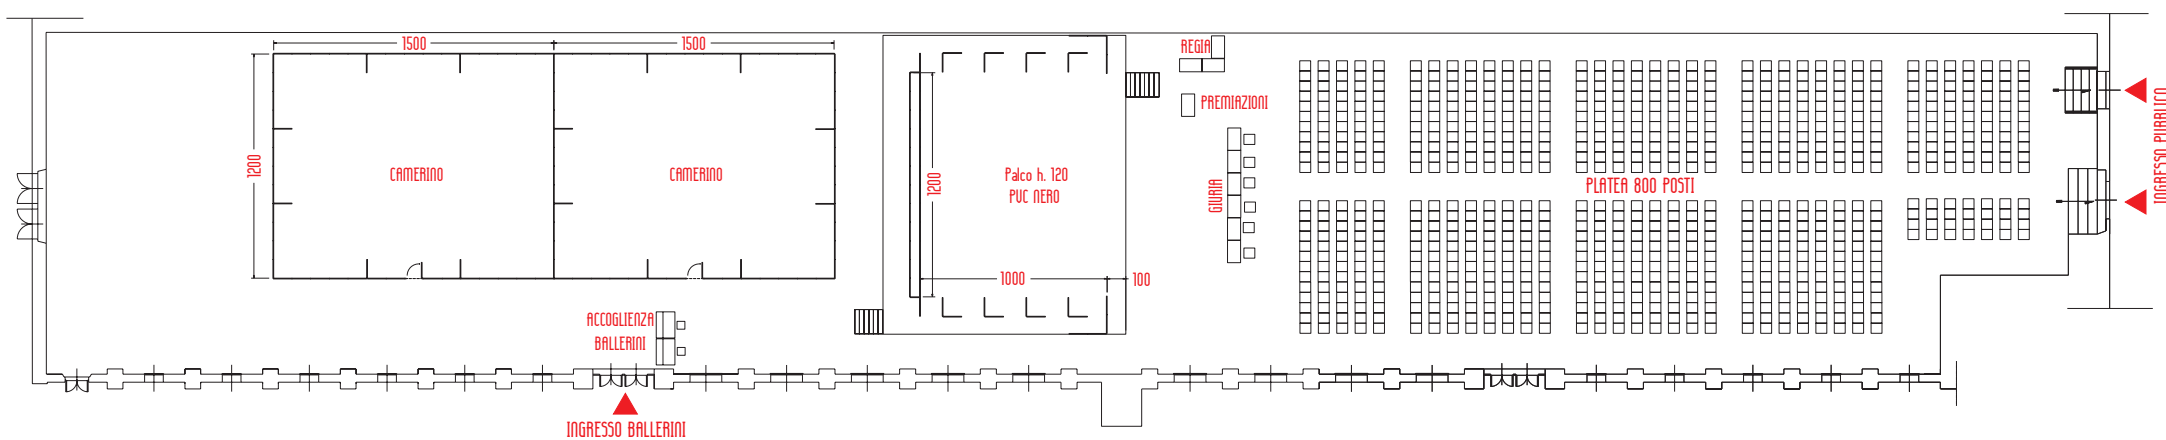 1500
1500
1200
CAMERINO
CAMERINO
1200
Palco h. 120
PVC NERO
1000
100
REGIA
PREMIAZIONI
GIURIA
PLATEA 800 POSTI
INGRESSO PUBBLICO
ACCOGLIENZA
BALLERINI
INGRESSO BALLERINI